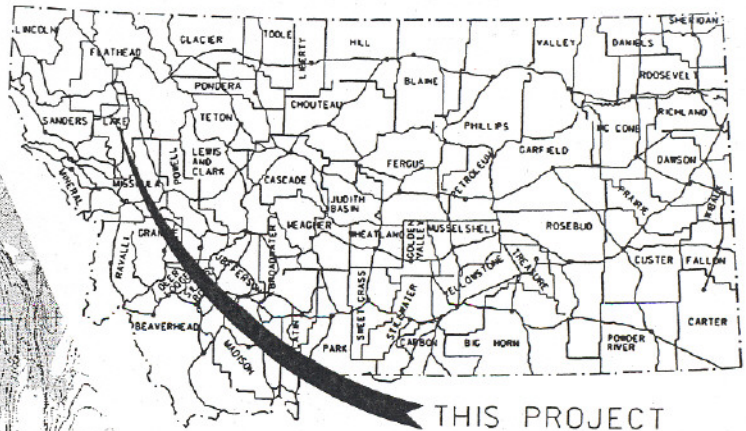 SHERIDAN
LINCOLN
FLATHEAD
GLACIER
TOOLE
LIBERTY
HILL
BLAINE
VALLEY
DANIELS
ROOSEVELT
PONDERA
CHOUTEAU
PHILLIPS
RICHLAND
SANDERS
LAKE
TETON
LEWIS
AND
CLARK
POWELL
CASCADE
FERGUS
PETROLEUM
GARFIELD
MC CONE
DAWSON
MINERAL
MISSOULA
JUDITH
BASIN
PRAIRIE
WIBAUX
RAVALLI
JEFFERSON
BROADWATER
MEAGHER
WHEATLAND
GOLDEN
VALLEY
MUSSELSHELL
ROSEBUD
TREASURE
CUSTER
FALLON
BEAVERHEAD
MADISON
PARK
SWEET GRASS
STILLWATER
YELLOWSTONE
CARBON
BIG HORN
POWDER
RIVER
CARTER
THIS PROJECT